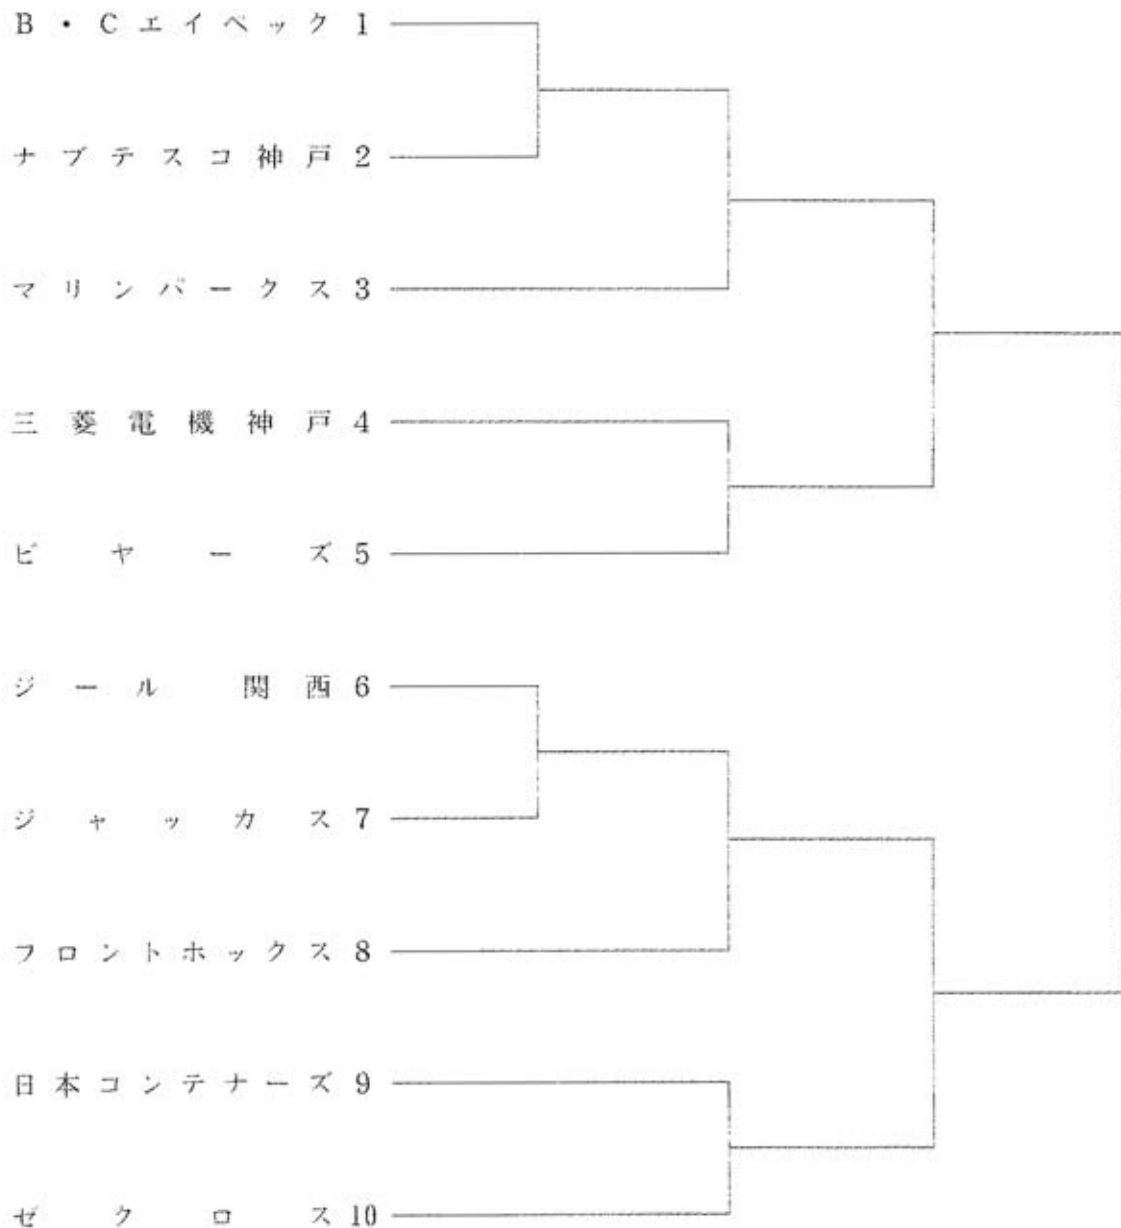 B・Cエイペック 1
ナブテスコ神戸 2
マリンパークス 3
三菱電機神戸 4
ビヤーズ 5
ジール 関西 6
ジャッカス 7
フロントホックス 8
日本コンテナーズ 9
ゼクロス 10